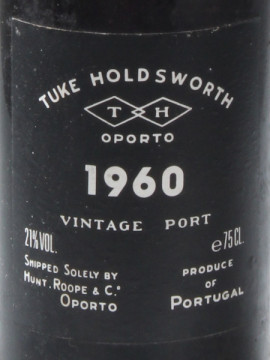 TUKE HOLDSWORTH
T H
OPORTO
1960
VINTAGE PORT
21% VOL. e 75 CL.
SHIPPED SOLELY BY
HUNT, ROOPE & Cº
OPORTO
PRODUCE
OF
PORTUGAL